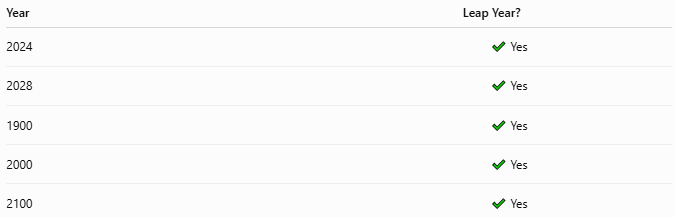 Year Leap Year?
2024 ✔ Yes
2028 ✔ Yes
1900 ✔ Yes
2000 ✔ Yes
2100 ✔ Yes